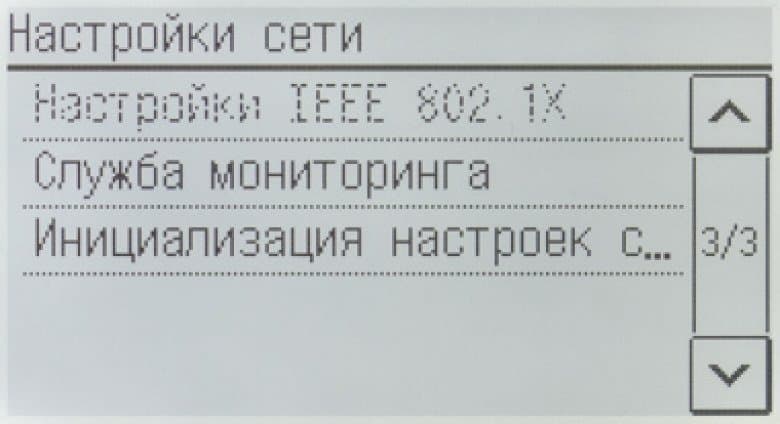 Настройки сети
Настройки IEEE 802.1X
Служба мониторинга
Инициализация настроек с...
3/3